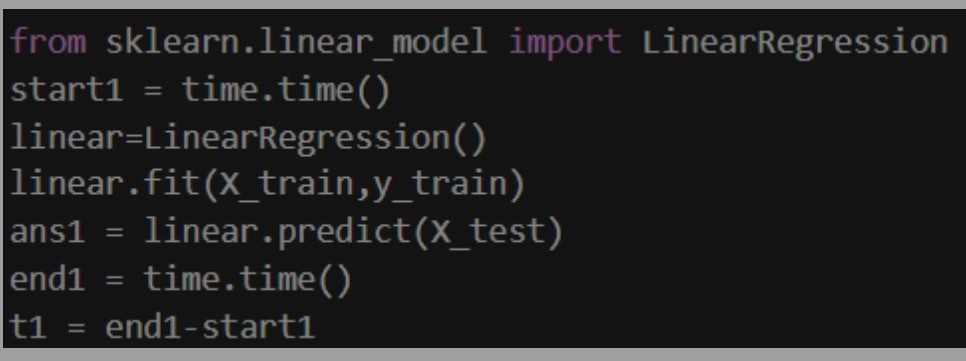 from sklearn.linear_model import LinearRegression
start1 = time.time()
linear=LinearRegression()
linear.fit(X_train,y_train)
ans1 = linear.predict(X_test)
end1 = time.time()
t1 = end1-start1